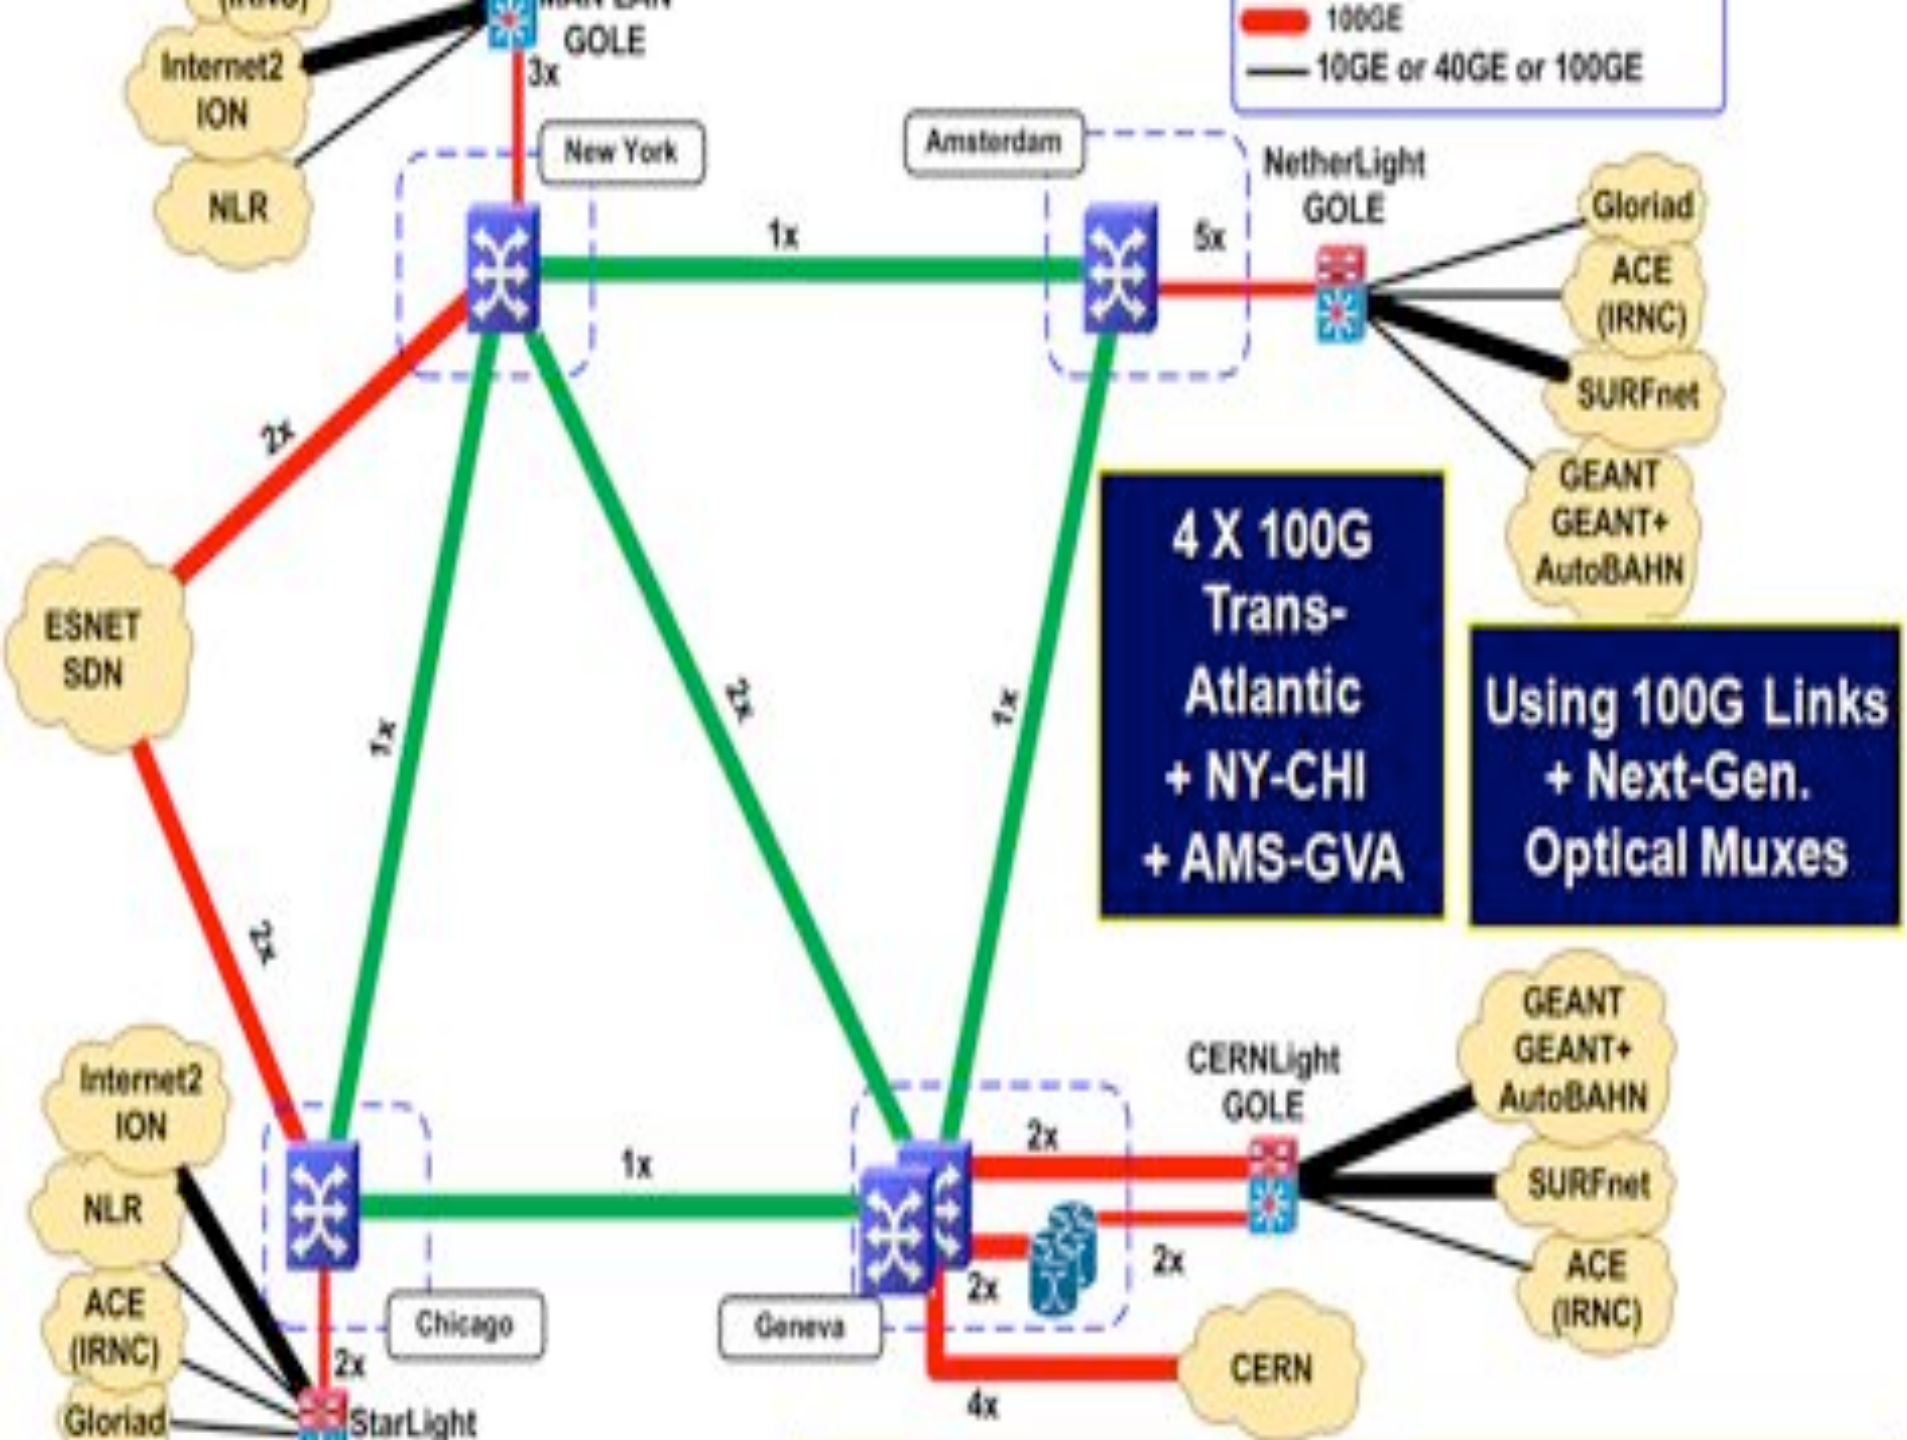 (IRNC)
MAN LAN
GOLE
Internet2
ION
NLR
3x
100GE
10GE or 40GE or 100GE
New York
Amsterdam
NetherLight
GOLE
1x
5x
Gloriad
ACE
(IRNC)
SURFnet
GEANT
GEANT+
AutoBAHN
2x
ESNET
SDN
1x
2x
1x
2x
4 X 100G
Trans-
Atlantic
+ NY-CHI
+ AMS-GVA
Using 100G Links
+ Next-Gen.
Optical Muxes
Internet2
ION
NLR
ACE
(IRNC)
Gloriad
2x
StarLight
Chicago
1x
Geneva
2x
2x
2x
4x
CERNLight
GOLE
GEANT
GEANT+
AutoBAHN
SURFnet
ACE
(IRNC)
CERN